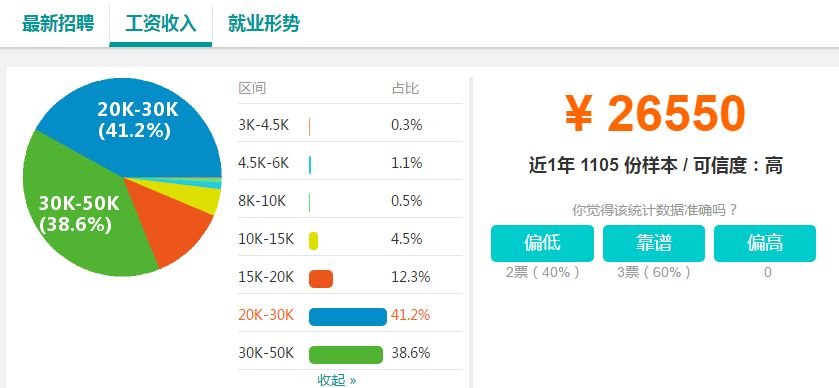 最新招聘 工资收入 就业形势
20K-30K
(41.2%)
30K-50K
(38.6%)
区间 占比
3K-4.5K 0.3%
4.5K-6K 1.1%
8K-10K 0.5%
10K-15K 4.5%
15K-20K 12.3%
20K-30K 41.2%
30K-50K 38.6%
收起 »
¥ 26550
近1年 1105 份样本 / 可信度：高
你觉得该统计数据准确吗？
偏低 靠谱 偏高
2票（40%） 3票（60%） 0